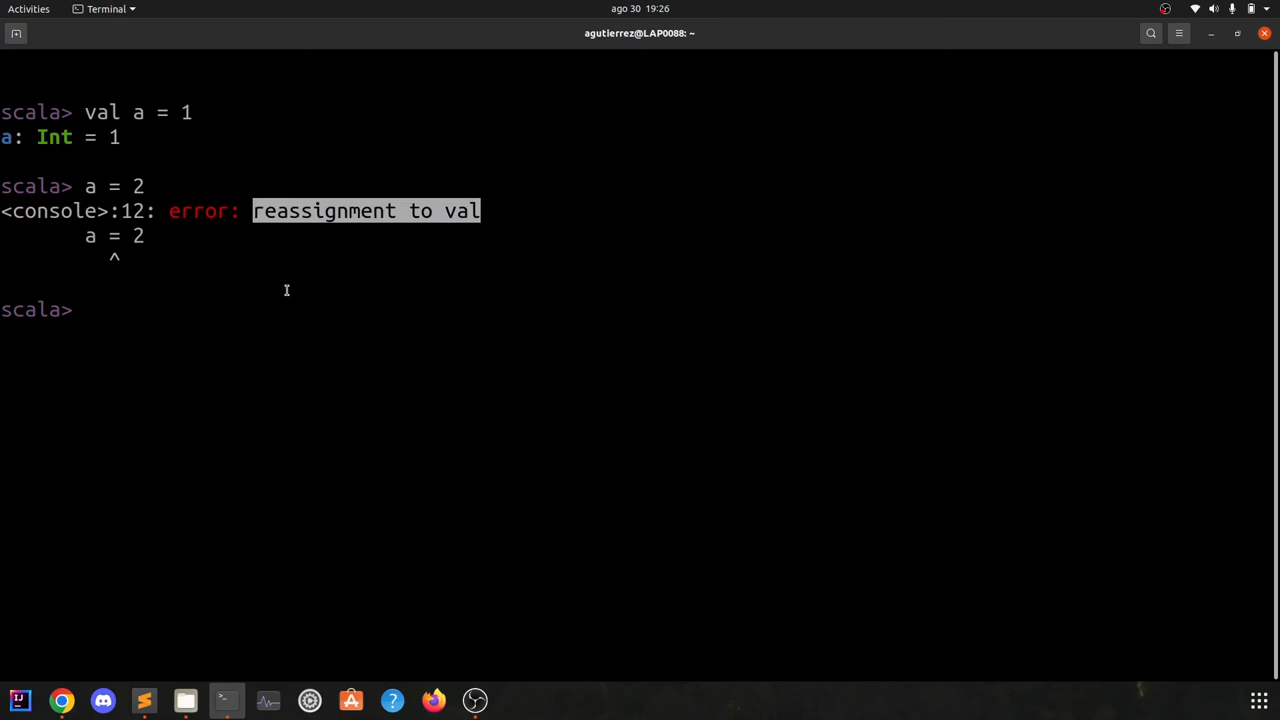 Activities Terminal ago 30 19:26
agutierrez@LAP0088: ~
scala> val a = 1
a: Int = 1
scala> a = 2
<console>:12: error: reassignment to val
a = 2
^
scala>